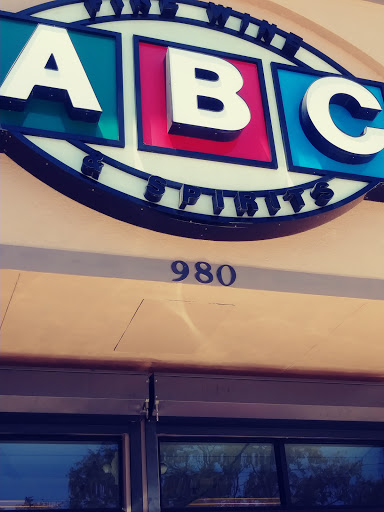 FINE WINE
ABC
& SPIRITS
980